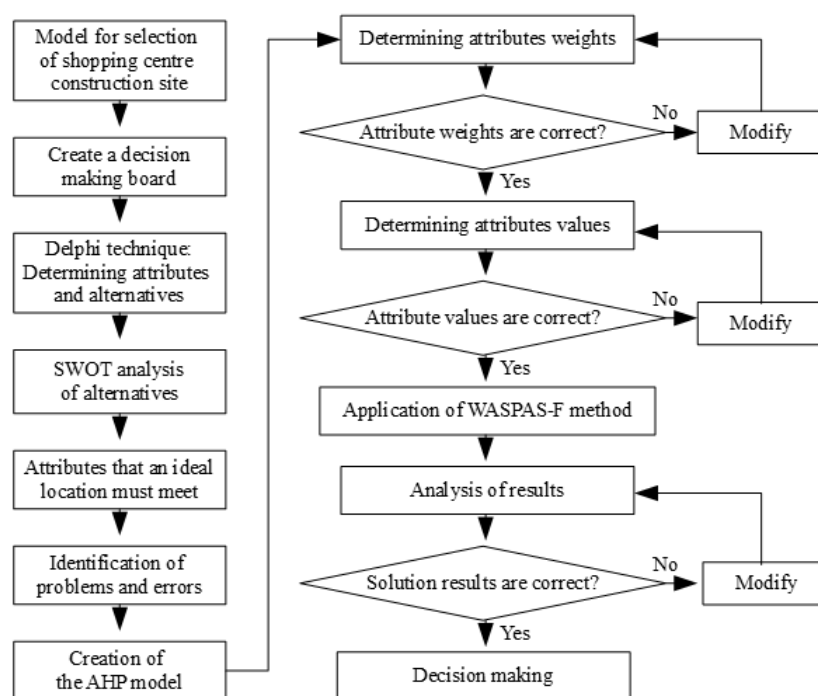 Model for selection
of shopping centre
construction site
Create a decision
making board
Delphi technique:
Determining attributes
and alternatives
SWOT analysis
of alternatives
Attributes that an ideal
location must meet
Identification of
problems and errors
Creation of
the AHP model
Determining attributes weights
Attribute weights are correct?
No
Modify
Yes
Determining attributes values
Attribute values are correct?
No
Modify
Yes
Application of WASPAS-F method
Analysis of results
Solution results are correct?
No
Modify
Yes
Decision making